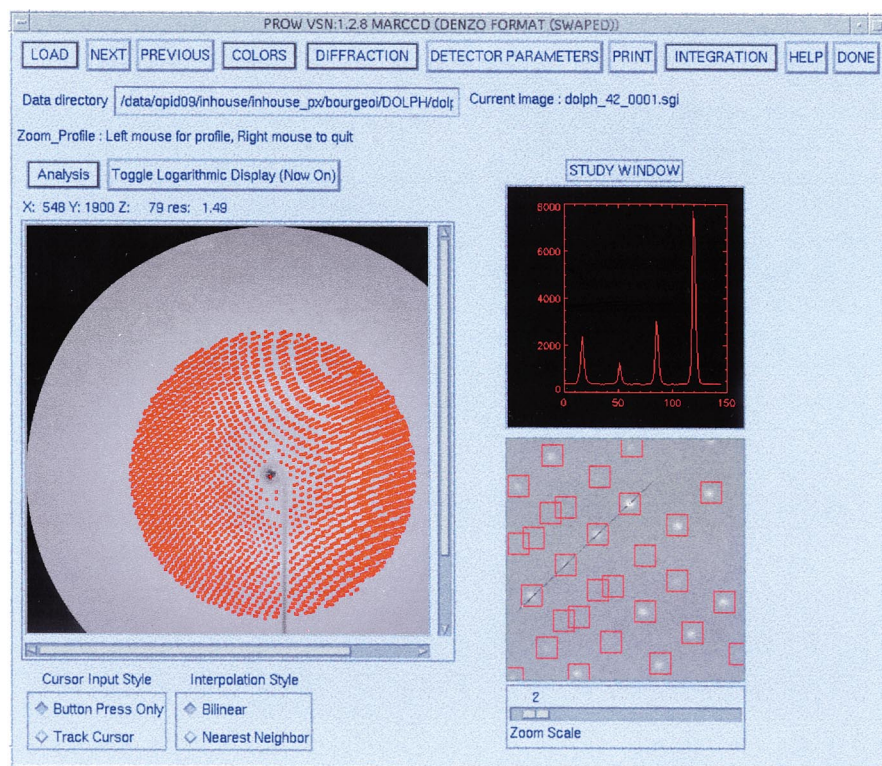 PROW VSN:1.2.8 MARCCD (DENZO FORMAT (SWAPED))
LOAD NEXT PREVIOUS COLORS DIFFRACTION DETECTOR PARAMETERS PRINT INTEGRATION HELP DONE
Data directory /data/opid09/inhouse/inhouse_px/bourgeoi/DOLPH/dolp Current image : dolph_42_0001.sgi
Zoom_Profile : Left mouse for profile, Right mouse to quit
Analysis Toggle Logarithmic Display (Now On)
STUDY WINDOW
X: 548 Y: 1900 Z: 79 res: 1.49
8000
6000
4000
2000
0
0 50 100 150
Cursor Input Style
Button Press Only
Track Cursor
Interpolation Style
Bilinear
Nearest Neighbor
2
Zoom Scale